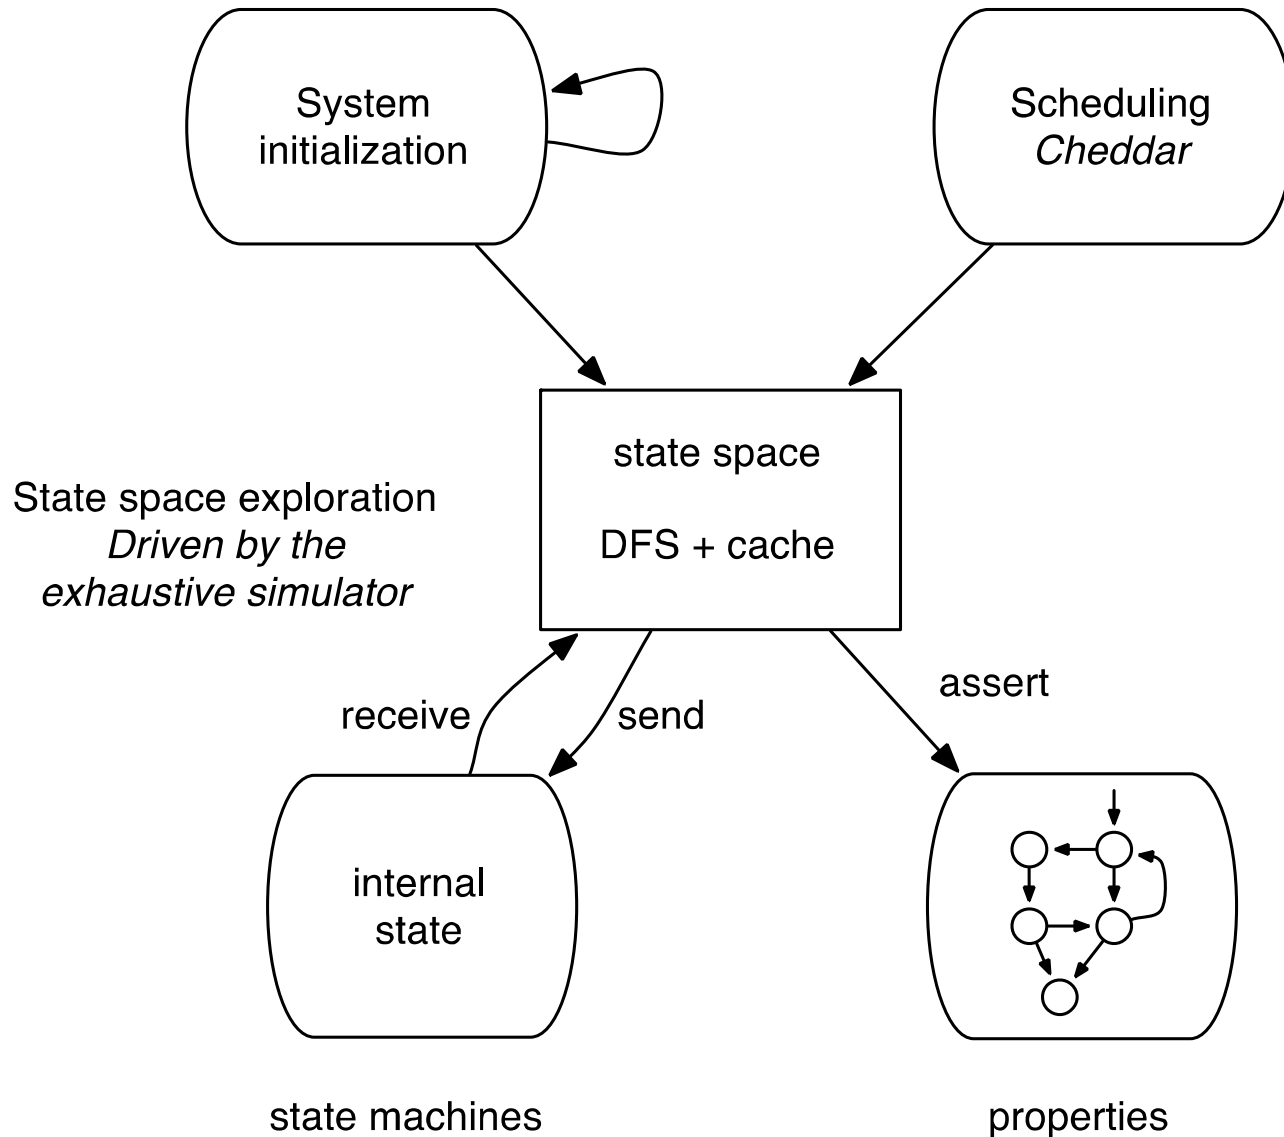 System
initialization
Scheduling
Cheddar
state space
DFS + cache
State space exploration
Driven by the
exhaustive simulator
receive
send
assert
internal
state
state machines
properties